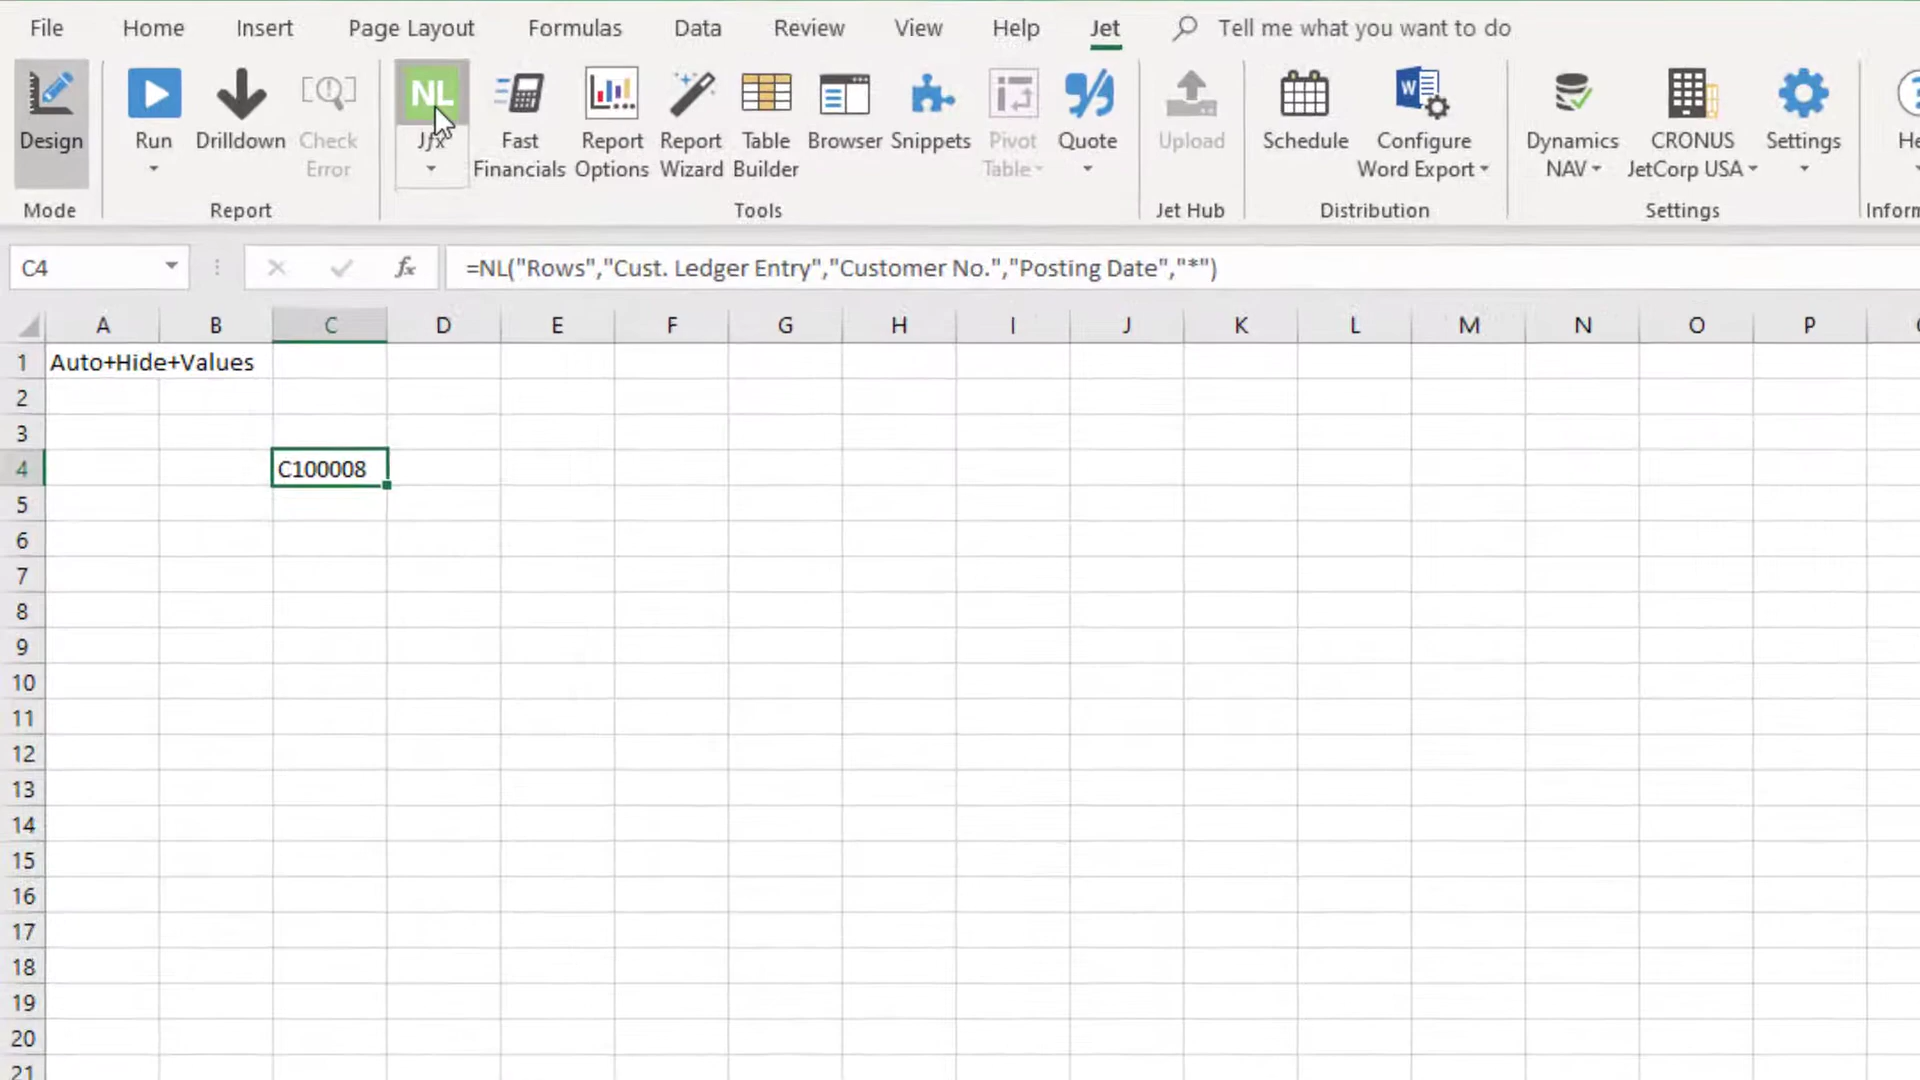 File Home Insert Page Layout Formulas Data Review View Help Jet Tell me what you want to do
NL
Design Run Drilldown Check Error Jfx Fast Financials Report Options Report Wizard Table Builder Browser Snippets Pivot Table Quote Upload Schedule Configure Word Export Dynamics NAV CRONUS JetCorp USA Settings He
Mode Report Tools Jet Hub Distribution Settings Inforn
C4 fx =NL("Rows","Cust. Ledger Entry","Customer No.","Posting Date","*")
A B C D E F G H I J K L M N O P
1 Auto+Hide+Values
2
3
4 C100008
5
6
7
8
9
10
11
12
13
14
15
16
17
18
19
20
21